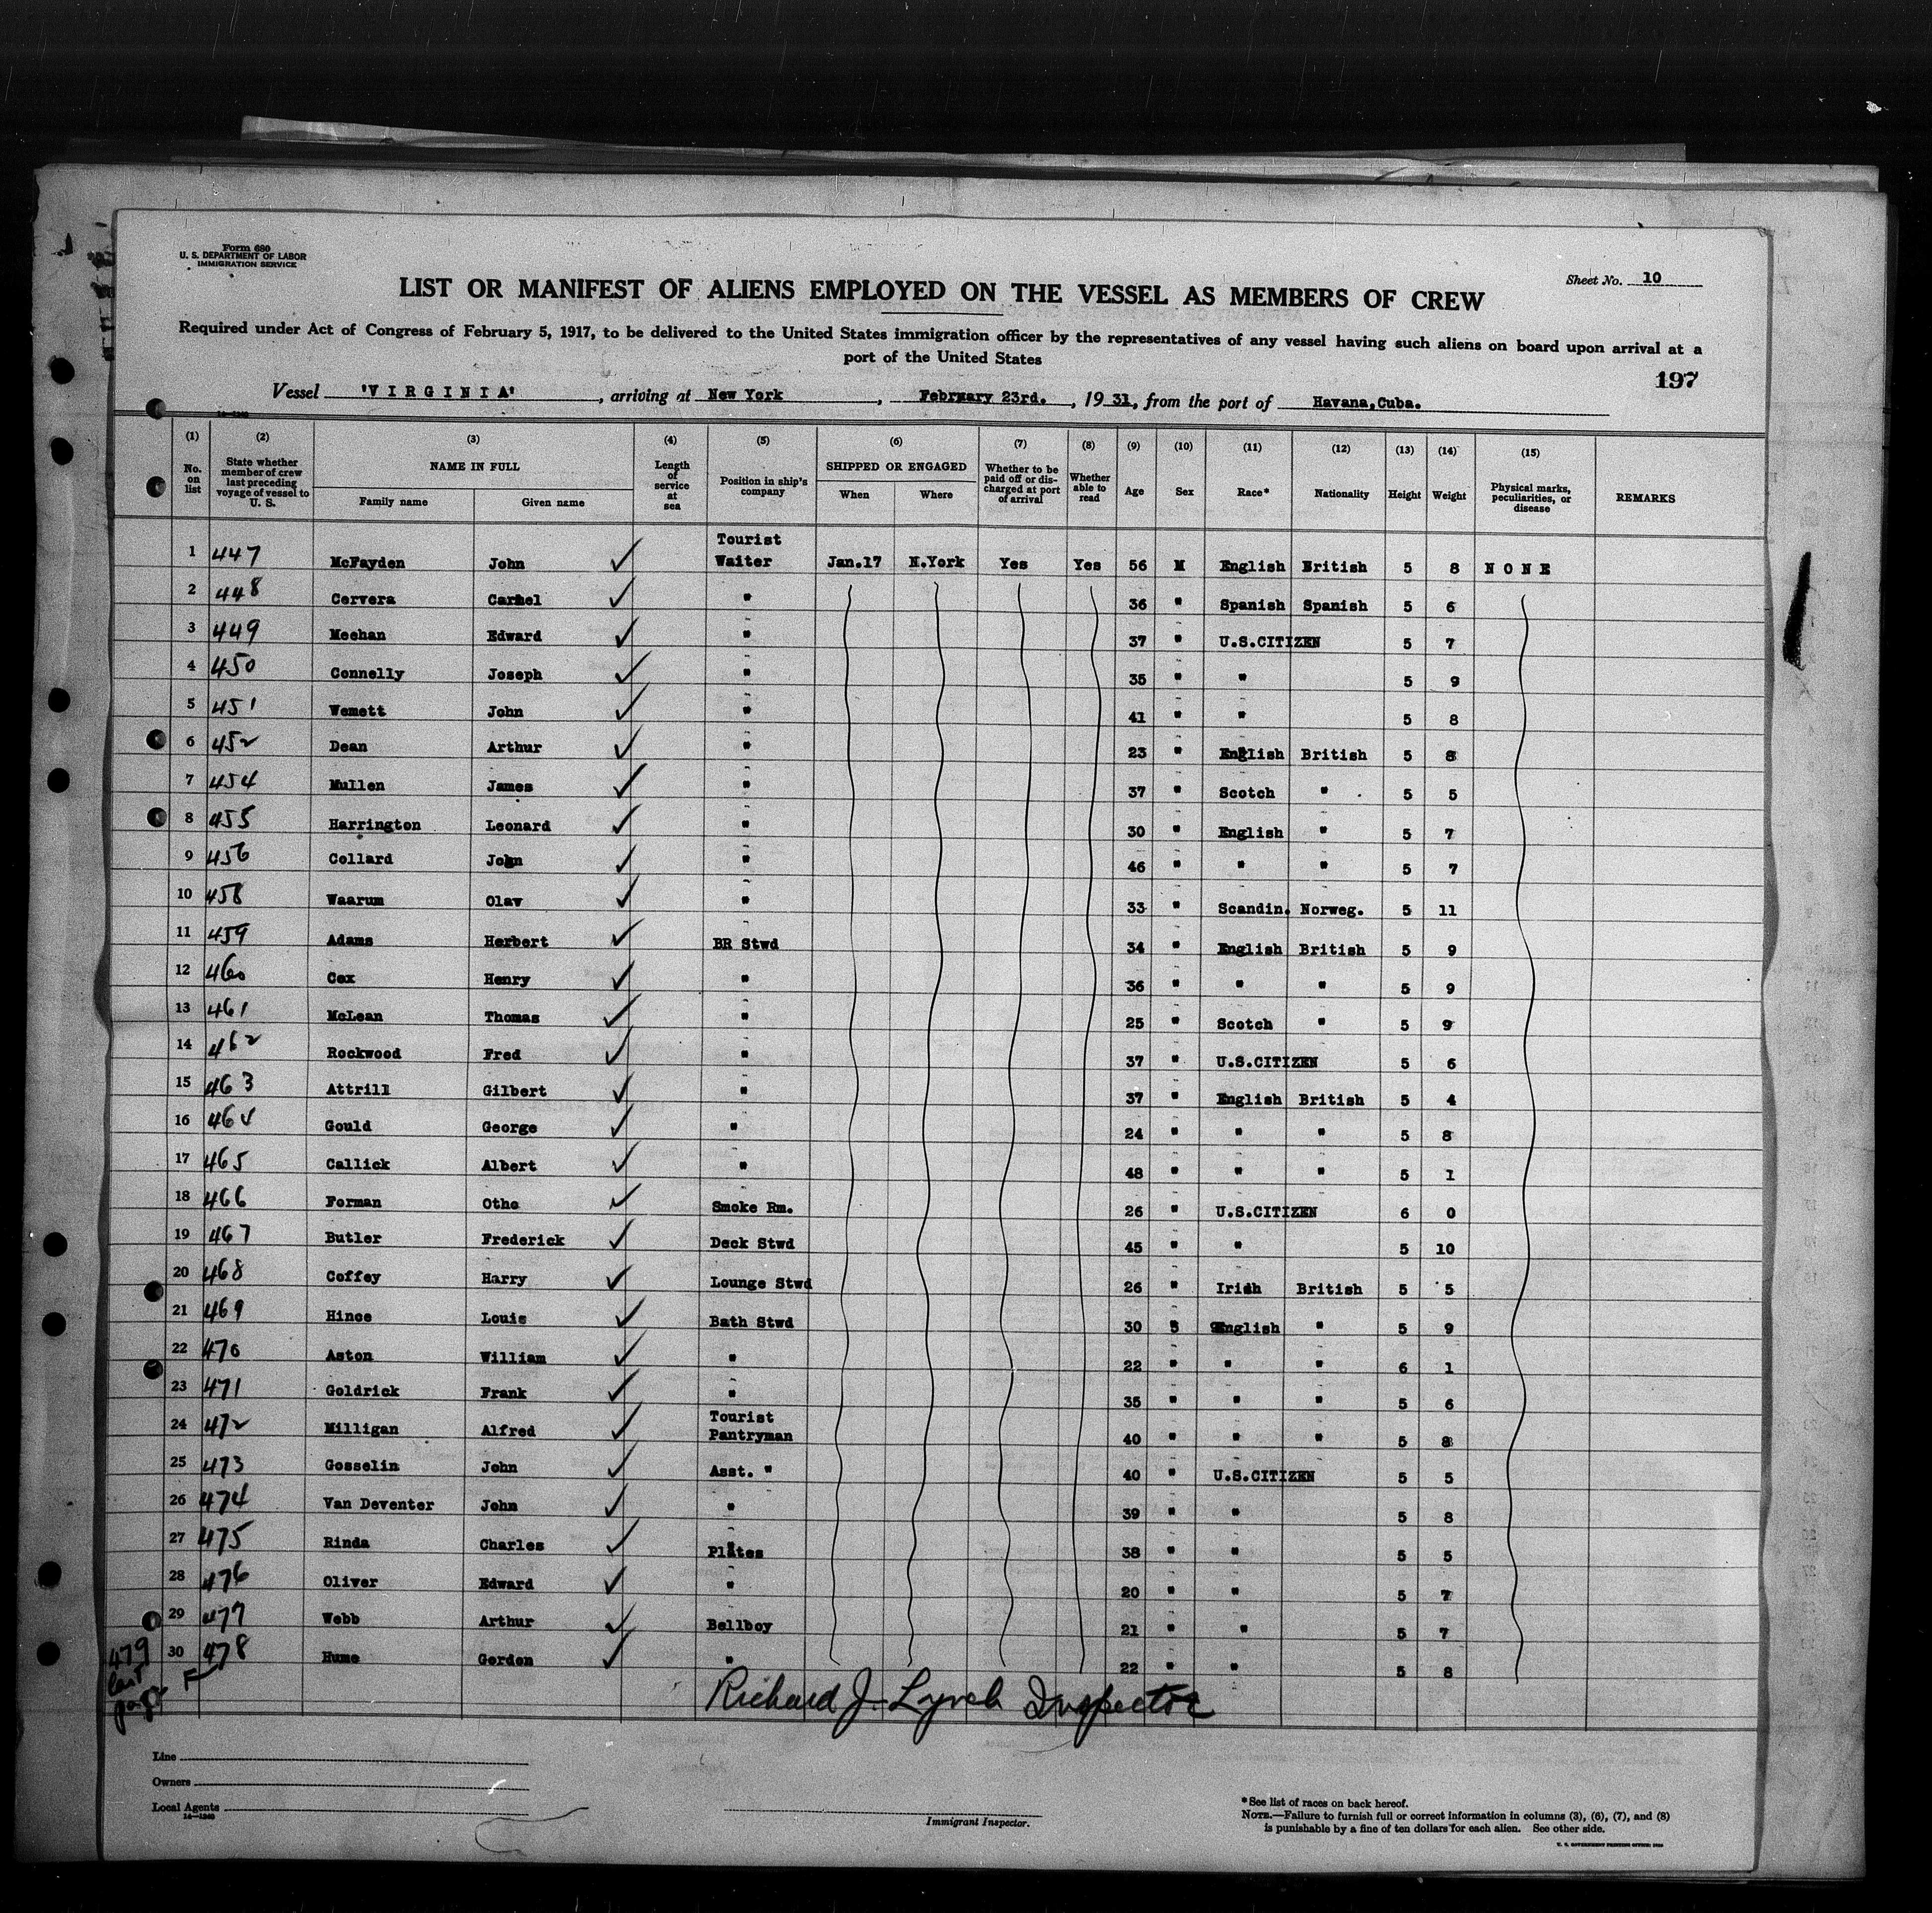 Form 680
U. S. DEPARTMENT OF LABOR
IMMIGRATION SERVICE
Sheet No. 10
LIST OR MANIFEST OF ALIENS EMPLOYED ON THE VESSEL AS MEMBERS OF CREW
Required under Act of Congress of February 5, 1917, to be delivered to the United States immigration officer by the representatives of any vessel having such aliens on board upon arrival at a
port of the United States
197
Vessel 'VIRGINIA', arriving at New York, February 23rd., 1931, from the port of Havana,Cuba.
(1) No. on list (2) State whether member of crew last preceding voyage of vessel to U. S. (3) NAME IN FULL Family name Given name (4) Length of service at sea (5) Position in ship's company (6) SHIPPED OR ENGAGED When Where (7) Whether to be paid off or discharged at port of arrival (8) Whether able to read (9) Age (10) Sex (11) Race* (12) Nationality (13) Height (14) Weight (15) Physical marks, peculiarities, or disease REMARKS
1 447 McFayden John ✓ Tourist Waiter Jan.17 N.York Yes Yes 56 M English British 5 8 NONE
2 448 Cervera Carmel ✓ " 36 " Spanish Spanish 5 6
3 449 Meehan Edward ✓ " 37 " U.S.CITIZEN 5 7
4 450 Connelly Joseph ✓ " 35 " " 5 9
5 451 Wemett John ✓ " 41 " " 5 8
6 452 Dean Arthur ✓ " 23 " English British 5 8
7 454 Mullen James ✓ " 37 " Scotch " 5 5
8 455 Harrington Leonard ✓ " 30 " English " 5 7
9 456 Collard John ✓ " 46 " " " 5 7
10 458 Waarum Olav ✓ " 33 " Scandin. Norweg. 5 11
11 459 Adams Herbert ✓ BR Stwd 34 " English British 5 9
12 460 Cox Henry ✓ " 36 " " " 5 9
13 461 McLean Thomas ✓ " 25 " Scotch " 5 9
14 462 Rockwood Fred ✓ " 37 " U.S.CITIZEN 5 6
15 463 Attrill Gilbert ✓ " 37 " English British 5 4
16 464 Gould George ✓ " 24 " " " 5 8
17 465 Callick Albert ✓ " 48 " " " 5 1
18 466 Forman Otho ✓ Smoke Rm. 26 " U.S.CITIZEN 6 0
19 467 Butler Frederick ✓ Deck Stwd 45 " " 5 10
20 468 Coffey Harry ✓ Lounge Stwd 26 " Irish British 5 5
21 469 Hince Louis ✓ Bath Stwd 30 5 English " 5 9
22 470 Aston William ✓ " 22 " " " 6 1
23 471 Goldrick Frank ✓ " 35 " " " 5 6
24 472 Milligan Alfred ✓ Tourist Pantryman 40 " " " 5 8
25 473 Gosselin John ✓ Asst. " 40 " U.S.CITIZEN 5 5
26 474 Van Deventer John ✓ " 39 " " 5 8
27 475 Rinda Charles ✓ Plates 38 " " 5 5
28 476 Oliver Edward ✓ " 20 " " 5 7
29 477 Webb Arthur ✓ Bellboy 21 " " 5 7
30 478 Hume Gordon ✓ " 22 " " 5 8
479
last
page
Richard J. Lynch Inspector
Line
Owners
Local Agents
14—1240
Immigrant Inspector.
*See list of races on back hereof.
NOTE.—Failure to furnish full or correct information in columns (3), (6), (7), and (8)
is punishable by a fine of ten dollars for each alien. See other side.